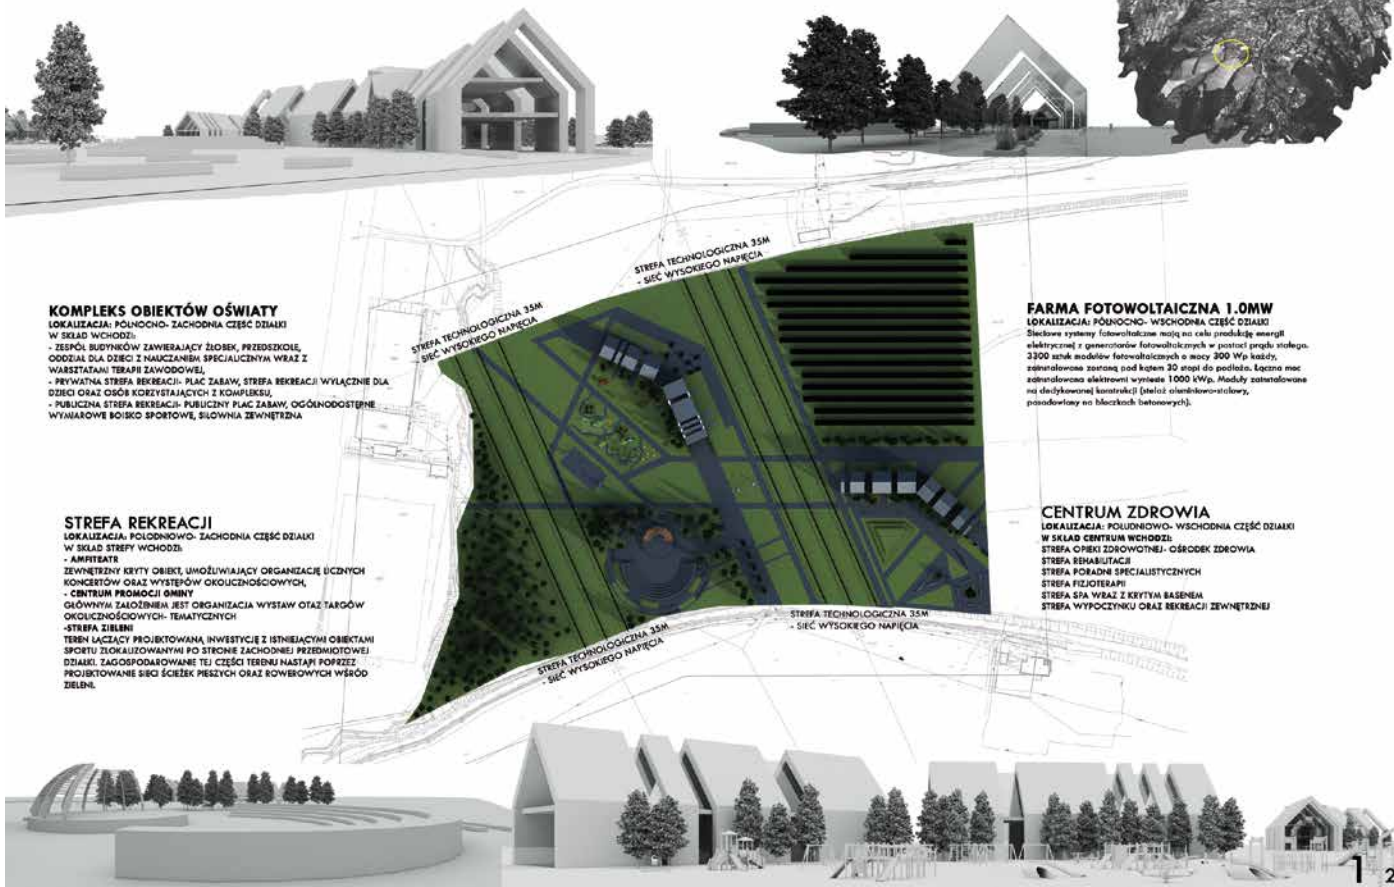 STREFA TECHNOLOGICZNA 35M
- SIEĆ WYSOKIEGO NAPIĘCIA
STREFA TECHNOLOGICZNA 35M
- SIEĆ WYSOKIEGO NAPIĘCIA
KOMPLEKS OBIEKTÓW OŚWIATY
LOKALIZACJA: PÓŁNOCNO- ZACHODNIA CZĘŚĆ DZIAŁKI
W SKŁAD WCHODZI:
- ZESPÓŁ BUDYNKÓW ZAWIERAJĄCY ŻŁOBEK, PRZEDSZKOLE,
ODDZIAŁ DLA DZIECI Z NAUCZANIEM SPECJALICZNYM WRAZ Z
WARSZTATAMI TERAPII ZAWODOWEJ,
- PRYWATNA STREFA REKREACJI- PLAC ZABAW, STREFA REKREACJI WYŁĄCZNIE DLA
DZIECI ORAZ OSÓB KORZYSTAJĄCYCH Z KOMPLEKSU,
- PUBLICZNA STREFA REKREACJI- PUBLICZNY PLAC ZABAW, OGÓLNODOSTĘPNE
WYMIAROWE BOISKO SPORTOWE, SIŁOWNIA ZEWNĘTRZNA
FARMA FOTOWOLTAICZNA 1.0MW
LOKALIZACJA: PÓŁNOCNO- WSCHODNIA CZĘŚĆ DZIAŁKI
Sieciowe systemy fotowoltaiczne mają na celu produkcję energii
elektrycznej z generatorów fotowoltaicznych w postaci prądu stałego.
3300 sztuk modułów fotowoltaicznych o mocy 300 Wp każdy,
zainstalowane zostaną pod kątem 30 stopi do podłoża. Łączna moc
zainstalowana elektrowni wyniesie 1000 kWp. Moduły zainstalowane
na dedykowanej konstrukcji (stelaż aluminiowo-stalowy,
posadowiony na bloczkach betonowych).
STREFA REKREACJI
LOKALIZACJA: POŁODNIOWO- ZACHODNIA CZĘŚĆ DZIAŁKI
W SKŁAD STREFY WCHODZI:
- AMFITEATR
ZEWNĘTRZNY KRYTY OBIEKT, UMOŻLIWIAJĄCY ORGANIZACJĘ LICZNYCH
KONCERTÓW ORAZ WYSTĘPÓW OKOLICZNOŚCIOWYCH,
- CENTRUM PROMOCJI GMINY
GŁÓWNYM ZAŁOŻENIEM JEST ORGANIZACJA WYSTAW OTAZ TARGÓW
OKOLICZNOŚCIOWYCH- TEMATYCZNYCH
-STREFA ZIELENI
TEREN ŁĄCZĄCY PROJEKTOWANĄ INWESTYCJĘ Z ISTNIEJĄCYMI OBIEKTAMI
SPORTU ZLOKALIZOWANYMI PO STRONIE ZACHODNIEJ PRZEDMIOTOWEJ
DZIAŁKI. ZAGOSPODAROWANIE TEJ CZĘŚCI TERENU NASTĄPI POPRZEZ
PROJEKTOWANIE SIECI ŚCIEŻEK PIESZYCH ORAZ ROWEROWYCH WŚRÓD
ZIELENI.
CENTRUM ZDROWIA
LOKALIZACJA: POŁUDNIOWO- WSCHODNIA CZĘŚĆ DZIAŁKI
W SKŁAD CENTRUM WCHODZI:
STREFA OPIEKI ZDROWOTNEJ- OŚRODEK ZDROWIA
STREFA REHABILITACJI
STREFA PORADNI SPECJALISTYCZNYCH
STREFA FIZJOTERAPII
STREFA SPA WRAZ Z KRYTYM BASENEM
STREFA WYPOCZYNKU ORAZ REKREACJI ZEWNĘTRZNEJ
STREFA TECHNOLOGICZNA 35M
- SIEĆ WYSOKIEGO NAPIĘCIA
STREFA TECHNOLOGICZNA 35M
- SIEĆ WYSOKIEGO NAPIĘCIA
1 2